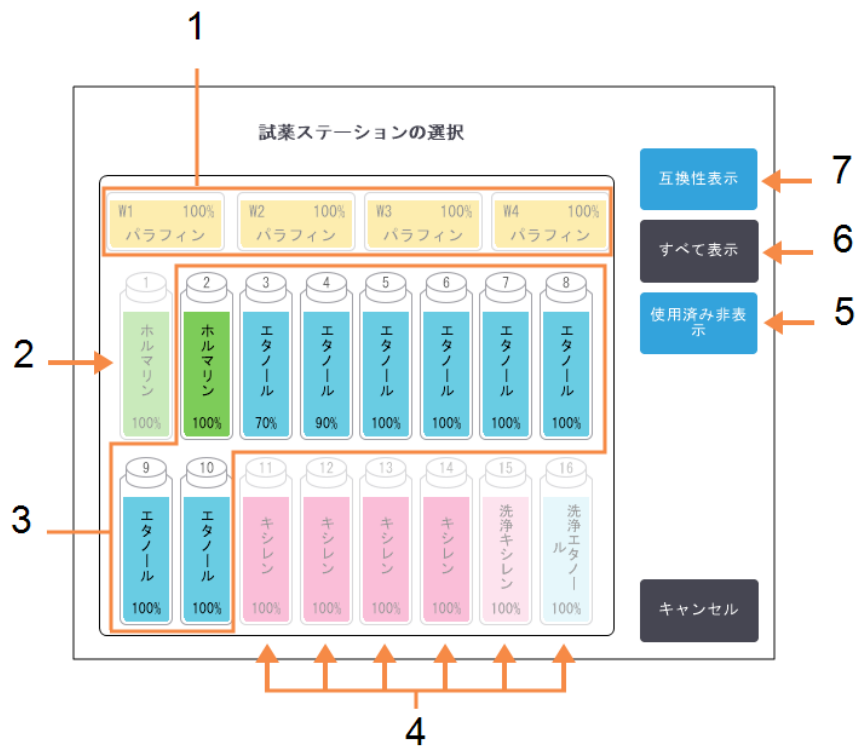 1
試薬ステーションの選択
互換性表示
7
W1 100%
パラフィン
W2 100%
パラフィン
W3 100%
パラフィン
W4 100%
パラフィン
すべて表示
6
使用済み非表
示
5
2
1
ホルマリン
100%
2
ホルマリン
100%
3
エタノール
70%
4
エタノール
90%
5
エタノール
100%
6
エタノール
100%
7
エタノール
100%
8
エタノール
100%
3
9
エタノール
100%
10
エタノール
100%
11
キシレン
100%
12
キシレン
100%
13
キシレン
100%
14
キシレン
100%
15
洗浄キシレン
100%
16
洗浄エタノー
ル
100%
キャンセル
4